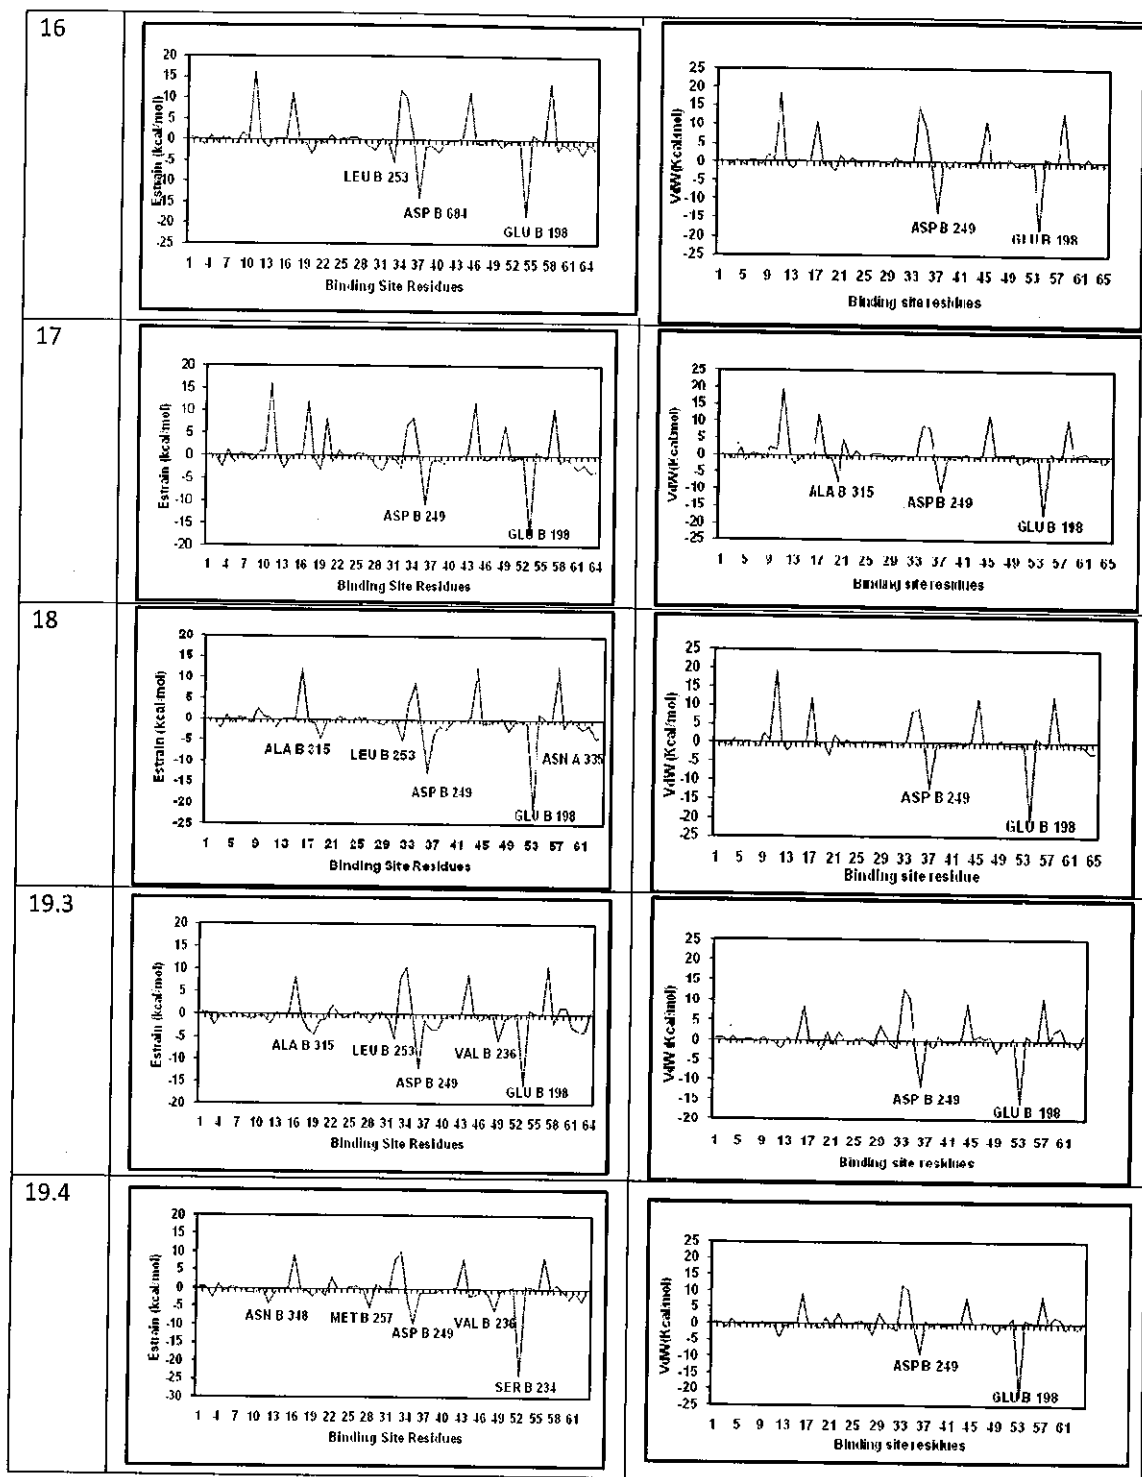 16
Estrain (kcal/mol)
20
15
10
5
0
-5
-10
-15
-20
-25
LEU B 253
ASP B 684
GLU B 198
1 4 7 10 13 16 19 22 25 28 31 34 37 40 43 46 49 52 55 58 61 64
Binding Site Residues
VdW (Kcal/mol)
25
20
15
10
5
0
-5
-10
-15
-20
-25
ASP B 249
GLU B 198
1 5 9 13 17 21 25 29 33 37 41 45 49 53 57 61 65
Binding site residues
17
Estrain (kcal/mol)
20
15
10
5
0
-5
-10
-15
-20
ASP B 249
GLU B 198
1 4 7 10 13 16 19 22 25 28 31 34 37 40 43 46 49 52 55 58 61 64
Binding Site Residues
VdW (Kcal/mol)
25
20
15
10
5
0
-5
-10
-15
-20
-25
ALA B 315
ASP B 249
GLU B 198
1 5 9 13 17 21 25 29 33 37 41 45 49 53 57 61 65
Binding site residues
18
Estrain (kcal/mol)
20
15
10
5
0
-5
-10
-15
-20
-25
ALA B 315
LEU B 253
ASN A 335
ASP B 249
GLU B 198
1 5 9 13 17 21 25 29 33 37 41 45 49 53 57 61
Binding Site Residues
VdW (Kcal/mol)
25
20
15
10
5
0
-5
-10
-15
-20
-25
ASP B 249
GLU B 198
1 5 9 13 17 21 25 29 33 37 41 45 49 53 57 61 65
Binding site residue
19.3
Estrain (kcal/mol)
20
15
10
5
0
-5
-10
-15
-20
ALA B 315
LEU B 253
VAL B 236
ASP B 249
GLU B 198
1 4 7 10 13 16 19 22 25 28 31 34 37 40 43 46 49 52 55 58 61 64
Binding Site Residues
VdW (Kcal/mol)
25
20
15
10
5
0
-5
-10
-15
-20
ASP B 249
GLU B 198
1 5 9 13 17 21 25 29 33 37 41 45 49 53 57 61
Binding site residues
19.4
Estrain (kcal/mol)
20
15
10
5
0
-5
-10
-15
-20
-25
-30
ASN B 348
MET B 257
VAL B 236
ASP B 249
SER B 234
1 4 7 10 13 16 19 22 25 28 31 34 37 40 43 46 49 52 55 58 61
Binding Site Residues
VdW (Kcal/mol)
25
20
15
10
5
0
-5
-10
-15
-20
-25
ASP B 249
GLU B 198
1 5 9 13 17 21 25 29 33 37 41 45 49 53 57 61
Binding site residues